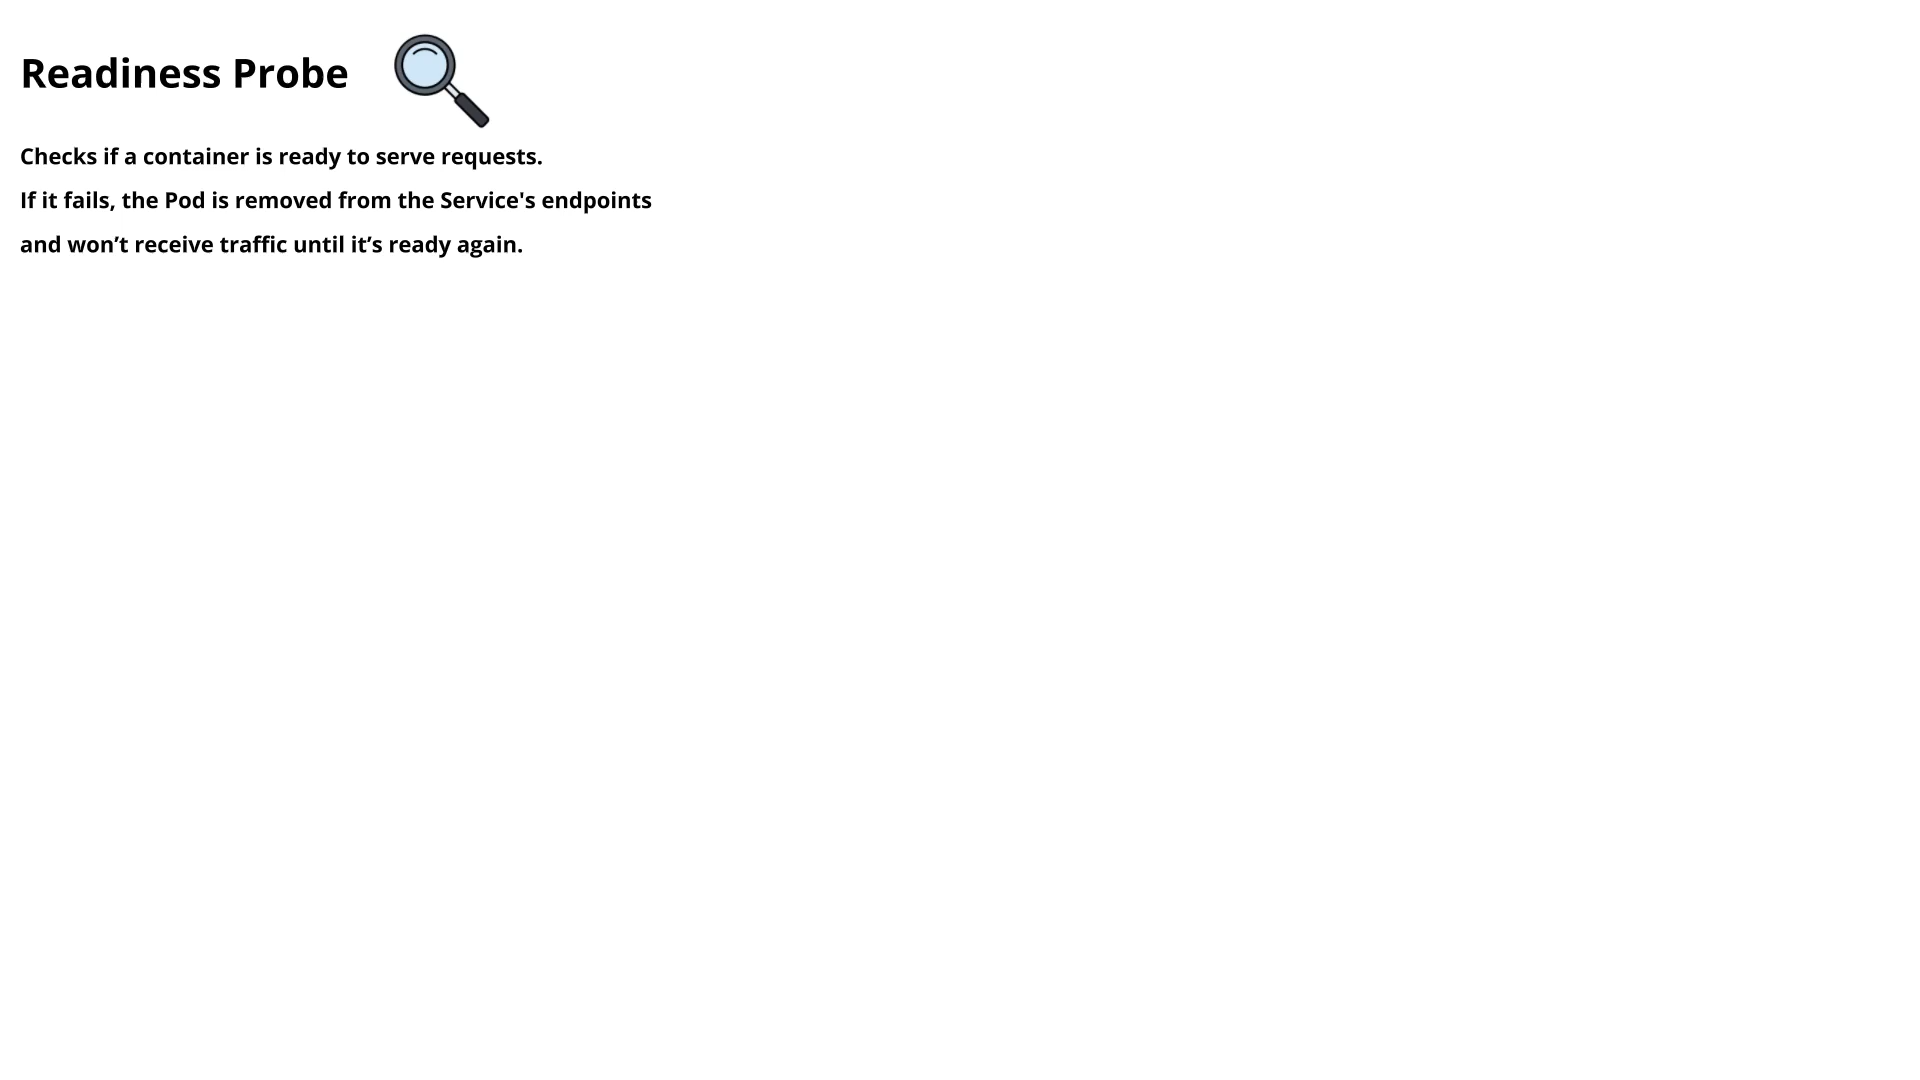 Readiness Probe
Checks if a container is ready to serve requests.
If it fails, the Pod is removed from the Service's endpoints
and won’t receive traffic until it’s ready again.